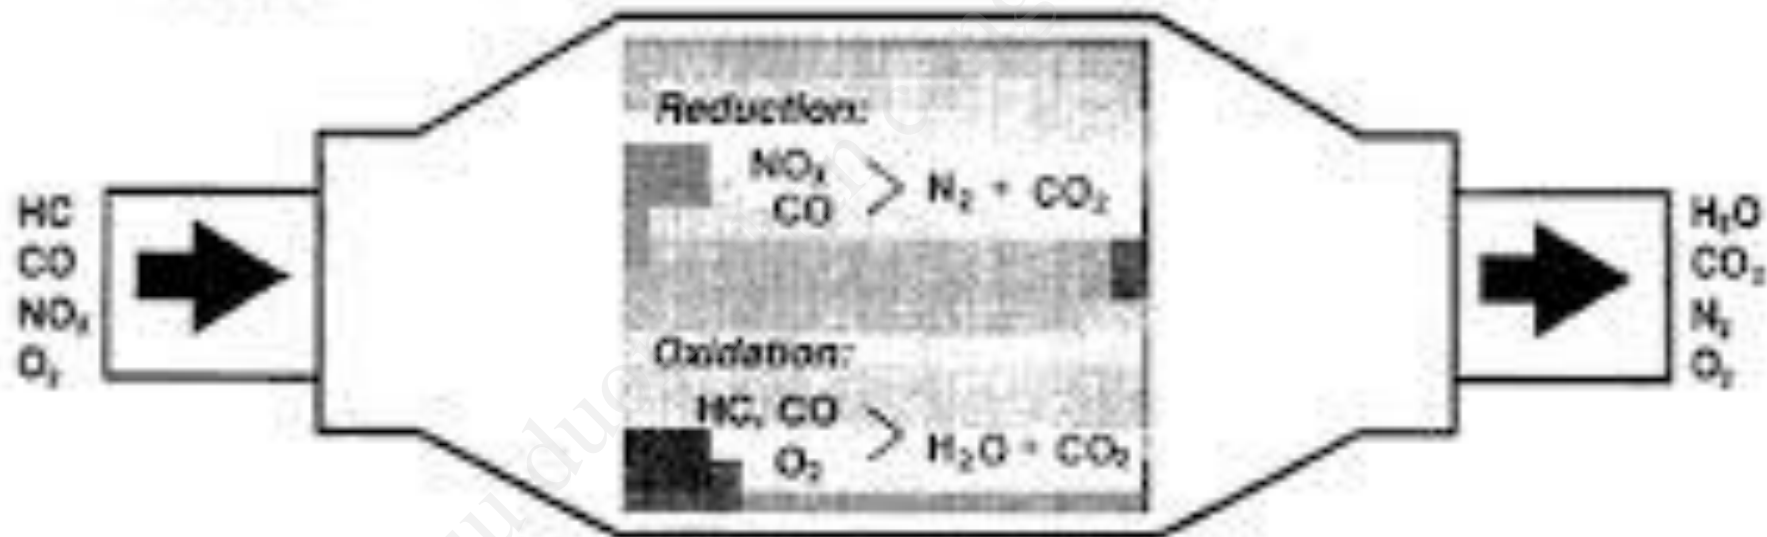 HC
CO
NOₓ
O₂
Reduction:
NOₓ
CO
> N₂ + CO₂
Oxidation:
HC, CO
O₂
> H₂O + CO₂
H₂O
CO₂
N₂
O₂